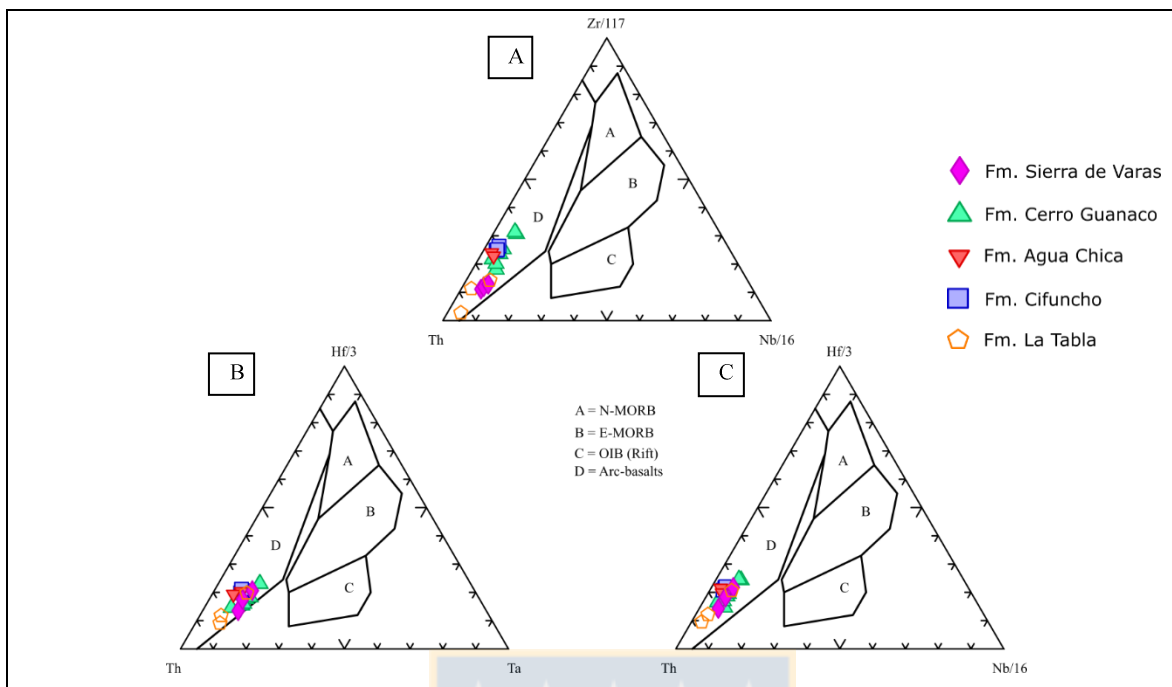 Zr/117
A
A
B
D
C
Th
Nb/16
Fm. Sierra de Varas
Fm. Cerro Guanaco
Fm. Agua Chica
Fm. Cifuncho
Fm. La Tabla
Hf/3
B
A
B
D
C
Th
Ta
A = N-MORB
B = E-MORB
C = OIB (Rift)
D = Arc-basalts
Hf/3
C
A
B
D
C
Th
Nb/16